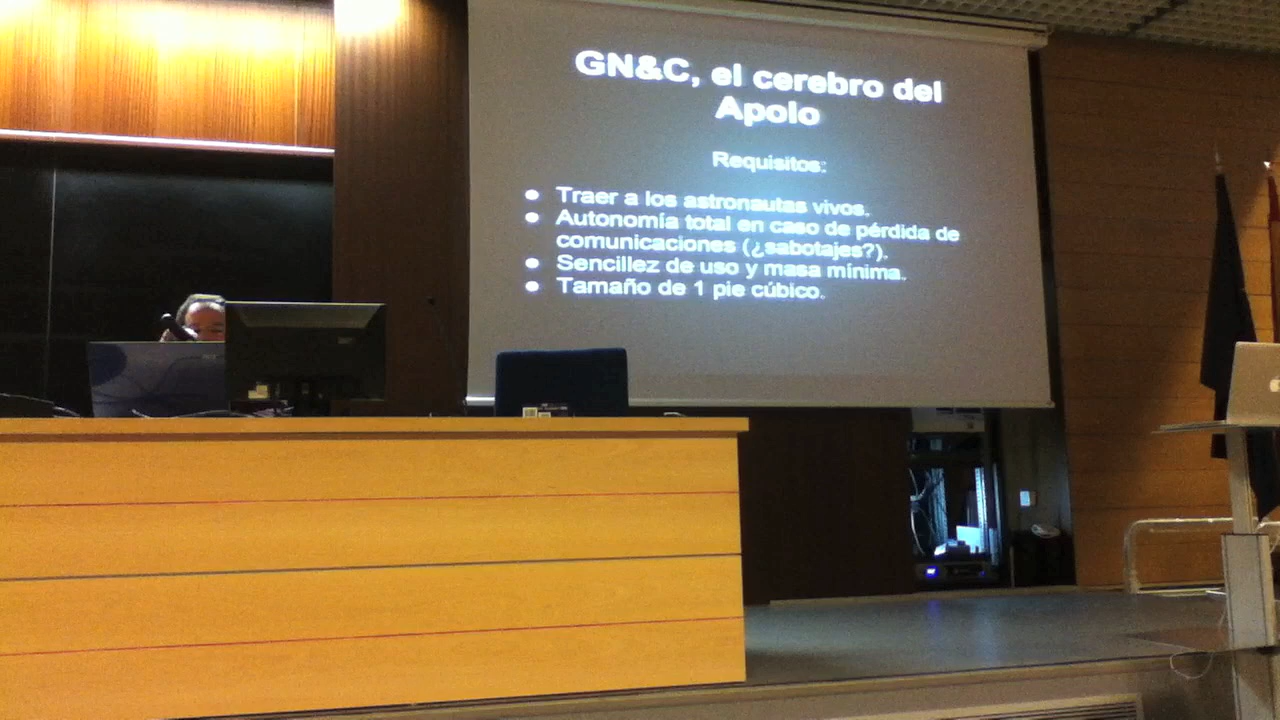 GN&C, el cerebro del
Apolo
Requisitos:
● Traer a los astronautas vivos.
● Autonomía total en caso de pérdida de
comunicaciones (¿sabotajes?).
● Sencillez de uso y masa mínima.
● Tamaño de 1 pie cúbico.